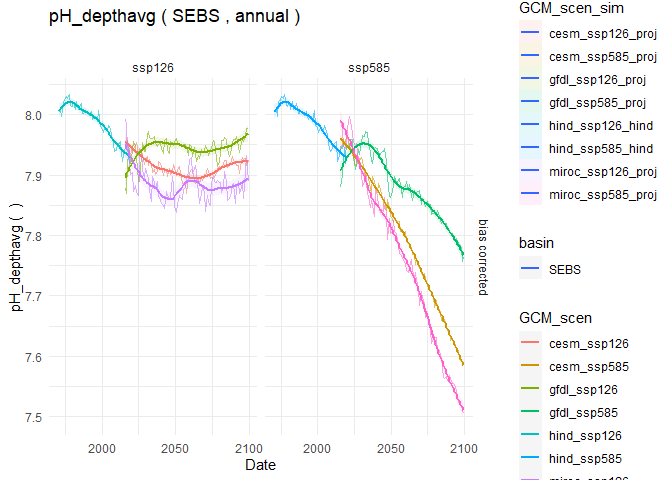 pH_depthavg ( SEBS , annual )
ssp126
ssp585
8.0
7.9
7.8
7.7
7.6
7.5
pH_depthavg ( )
2000
2050
2100
2000
2050
2100
Date
bias corrected
GCM_scen_sim
cesm_ssp126_proj
cesm_ssp585_proj
gfdl_ssp126_proj
gfdl_ssp585_proj
hind_ssp126_hind
hind_ssp585_hind
miroc_ssp126_proj
miroc_ssp585_proj
basin
SEBS
GCM_scen
cesm_ssp126
cesm_ssp585
gfdl_ssp126
gfdl_ssp585
hind_ssp126
hind_ssp585